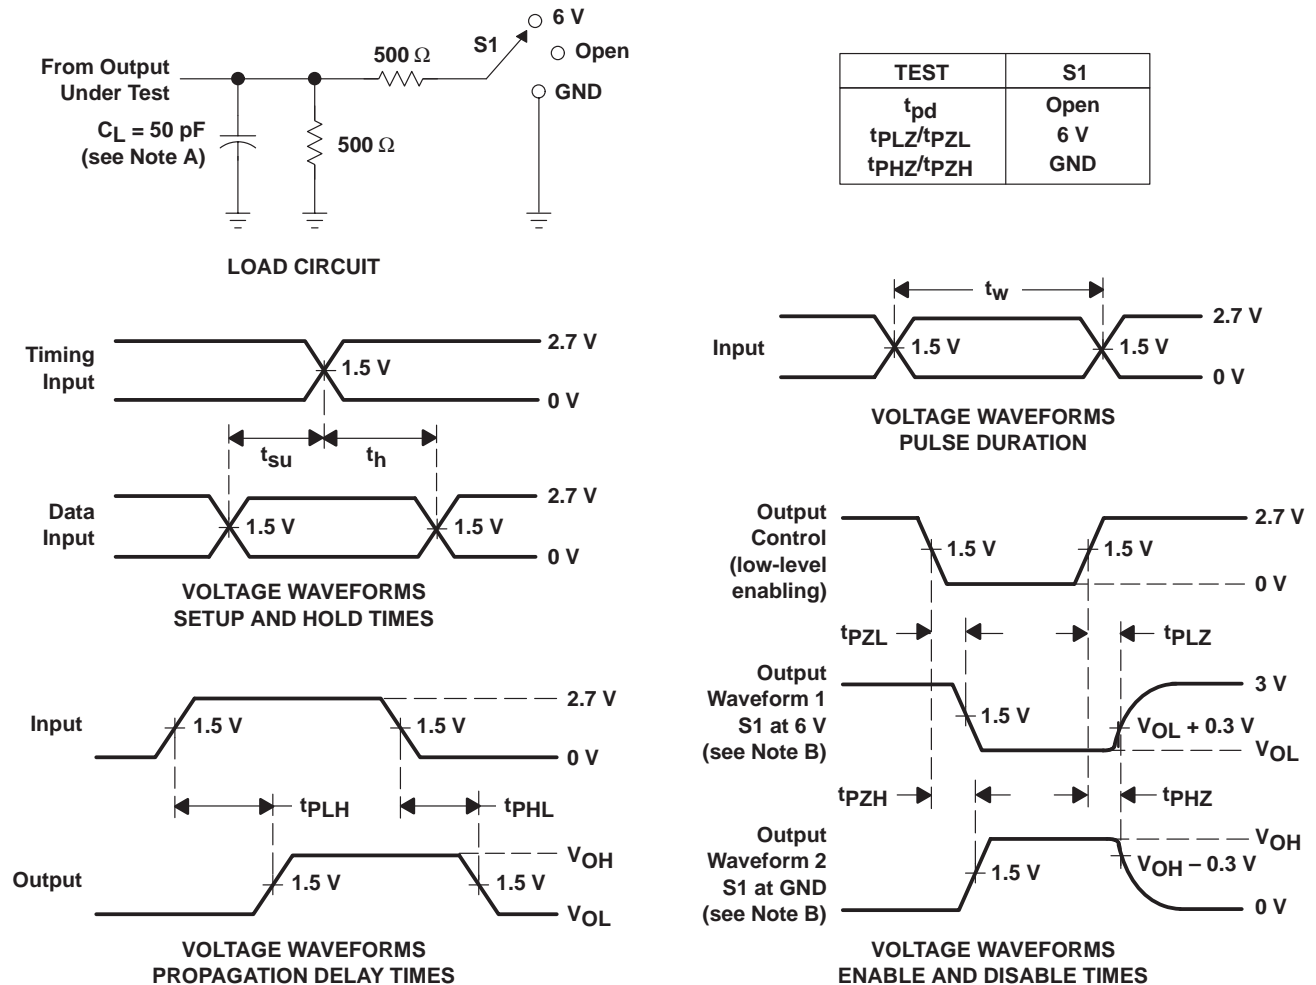 6 V
S1
500 Ω
Open
From Output
Under Test
GND
CL = 50 pF
(see Note A)
500 Ω
LOAD CIRCUIT
TEST S1
tpd Open
tPLZ/tPZL 6 V
tPHZ/tPZH GND
Timing
Input
2.7 V
1.5 V
0 V
tsu
th
Data
Input
2.7 V
1.5 V
1.5 V
0 V
VOLTAGE WAVEFORMS
SETUP AND HOLD TIMES
tw
Input
2.7 V
1.5 V
1.5 V
0 V
VOLTAGE WAVEFORMS
PULSE DURATION
Input
2.7 V
1.5 V
1.5 V
0 V
tPLH
tPHL
Output
VOH
1.5 V
1.5 V
VOL
VOLTAGE WAVEFORMS
PROPAGATION DELAY TIMES
Output
Control
(low-level
enabling)
2.7 V
1.5 V
1.5 V
0 V
tPZL
tPLZ
Output
Waveform 1
S1 at 6 V
(see Note B)
3 V
1.5 V
VOL + 0.3 V
VOL
tPZH
tPHZ
Output
Waveform 2
S1 at GND
(see Note B)
VOH
1.5 V
VOH – 0.3 V
0 V
VOLTAGE WAVEFORMS
ENABLE AND DISABLE TIMES